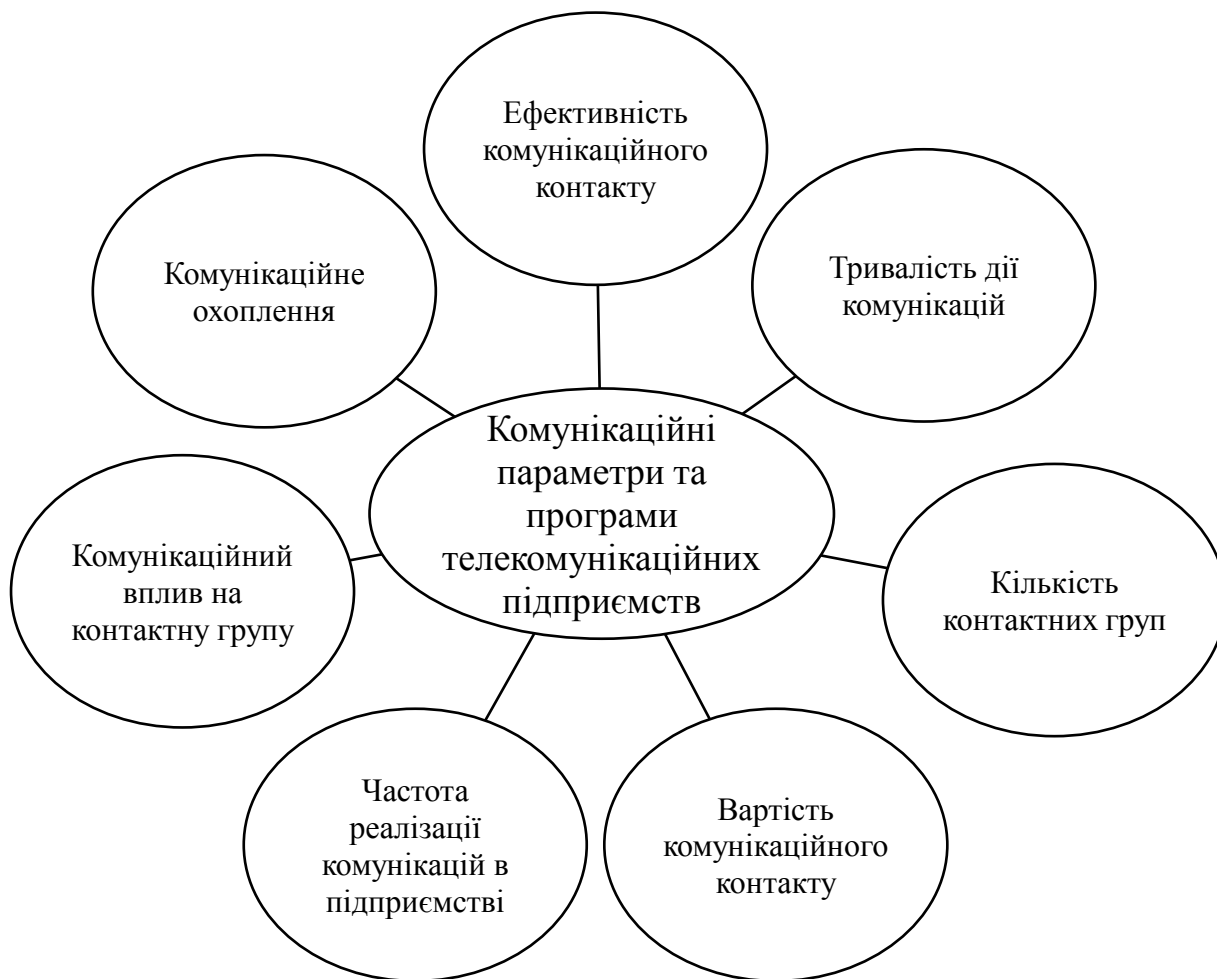 Ефективність
комунікаційного
контакту
Комунікаційне
охоплення
Тривалість дії
комунікацій
Комунікаційні
параметри та
програми
телекомунікаційних
підприємств
Комунікаційний
вплив на
контактну групу
Кількість
контактних груп
Частота
реалізації
комунікацій в
підприємстві
Вартість
комунікаційного
контакту